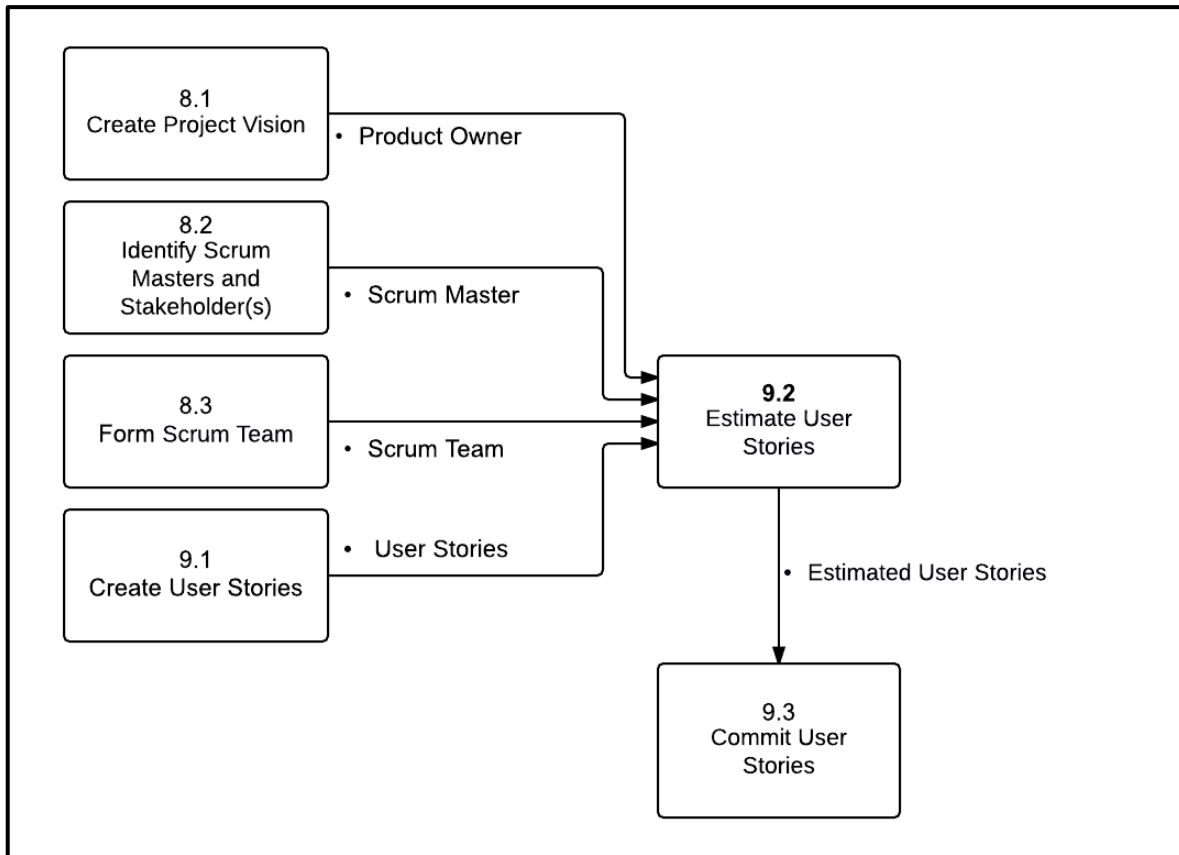 8.1
Create Project Vision
• Product Owner
8.2
Identify Scrum
Masters and
Stakeholder(s)
• Scrum Master
8.3
Form Scrum Team
• Scrum Team
9.1
Create User Stories
• User Stories
9.2
Estimate User
Stories
• Estimated User Stories
9.3
Commit User
Stories